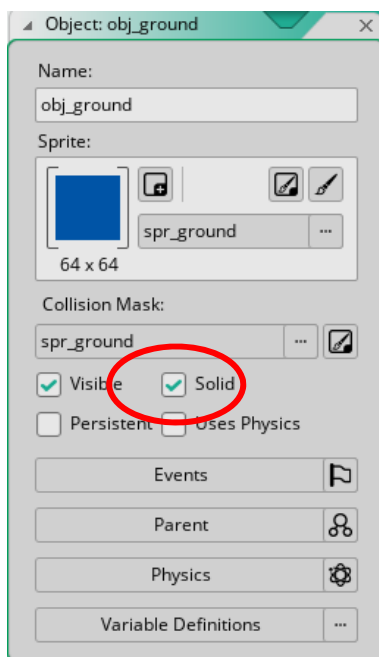 Object: obj_ground
Name:
obj_ground
Sprite:
spr_ground
64 x 64
Collision Mask:
spr_ground
Visible Solid
Persistent Uses Physics
Events
Parent
Physics
Variable Definitions